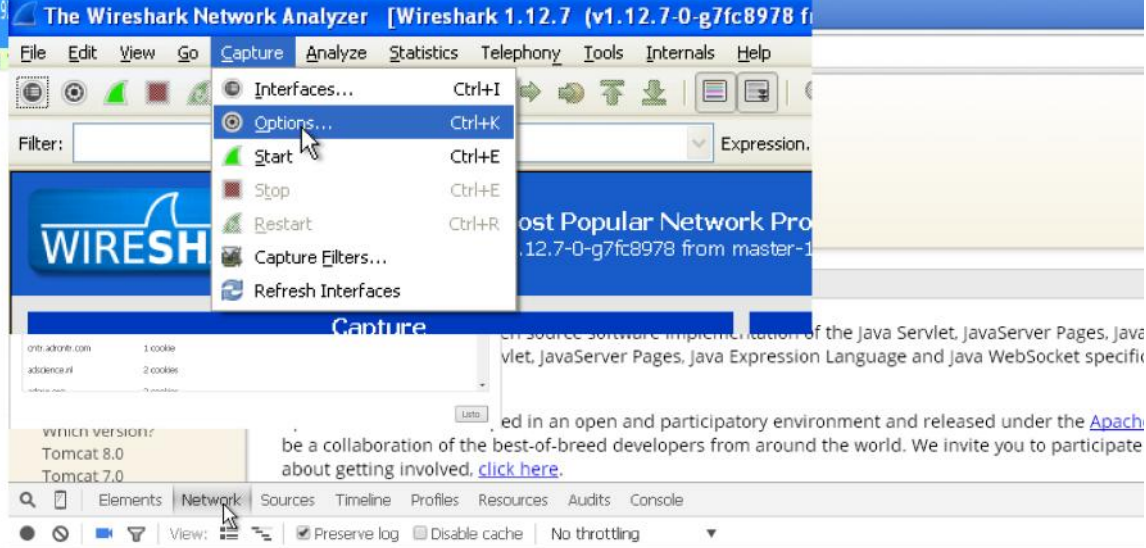 The Wireshark Network Analyzer [Wireshark 1.12.7 (v1.12.7-0-g7fc8978
File Edit View Go Capture Analyze Statistics Telephony Tools Internals Help
Interfaces... Ctrl+I
Options... Ctrl+K
Filter: Expression.
Start Ctrl+E
Stop Ctrl+E
Restart Ctrl+R
Capture Filters...
Refresh Interfaces
WIRESH
ost Popular Network Pro
.12.7-0-g7fc8978 from master-1
Capture
Source Software implementation of the Java Servlet, JavaServer Pages, Java
cntr.adrcntr.com 1 cookie
vlet, JavaServer Pages, Java Expression Language and Java WebSocket specific
adscience.nl 2 cookies
Listo
ed in an open and participatory environment and released under the Apache
Which version?
be a collaboration of the best-of-breed developers from around the world. We invite you to participate
Tomcat 8.0
about getting involved, click here.
Tomcat 7.0
Elements Network Sources Timeline Profiles Resources Audits Console
View: Preserve log Disable cache No throttling